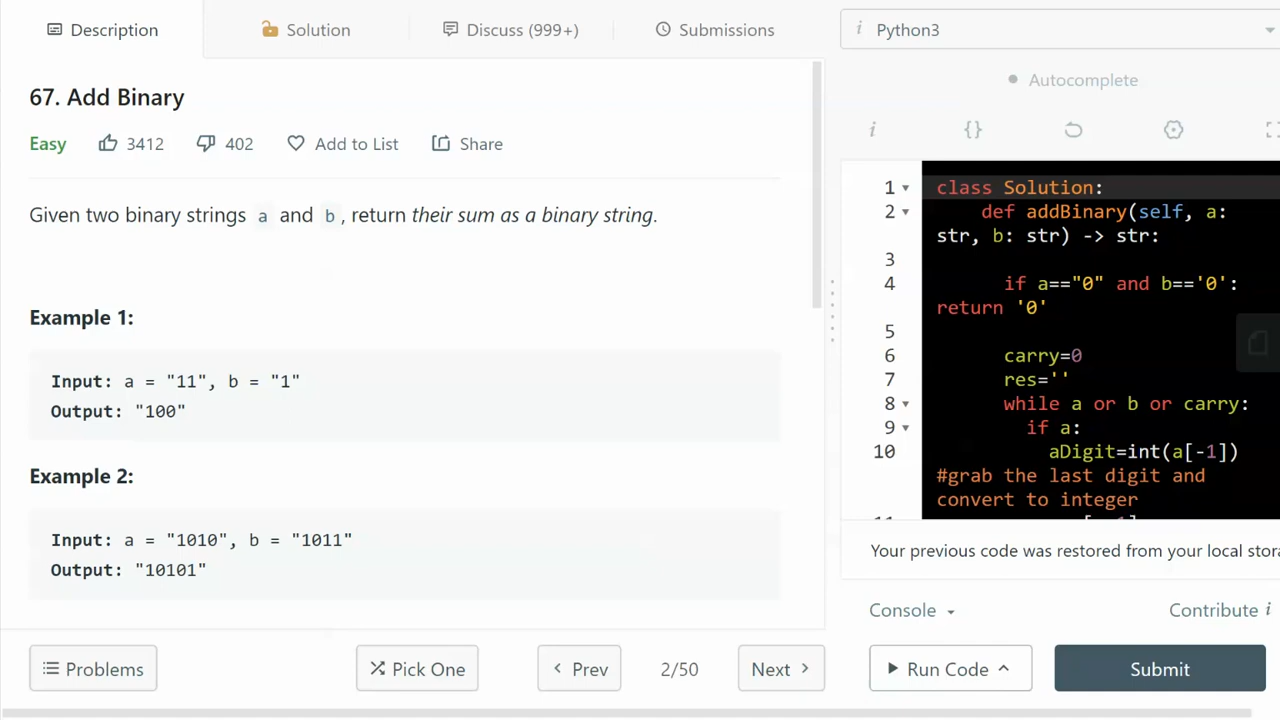 Description
Solution
Discuss (999+)
Submissions
67. Add Binary
Easy
3412
402
Add to List
Share
Given two binary strings a and b, return their sum as a binary string.
Example 1:
Input: a = "11", b = "1"
Output: "100"
Example 2:
Input: a = "1010", b = "1011"
Output: "10101"
Problems
Pick One
Prev
2/50
Next
i Python3
Autocomplete
i {}
1 class Solution:
2 def addBinary(self, a:
str, b: str) -> str:
3
4 if a=="0" and b=='0':
return '0'
5
6 carry=0
7 res=''
8 while a or b or carry:
9 if a:
10 aDigit=int(a[-1])
#grab the last digit and
convert to integer
Your previous code was restored from your local stora
Console
Contribute i
Run Code
Submit